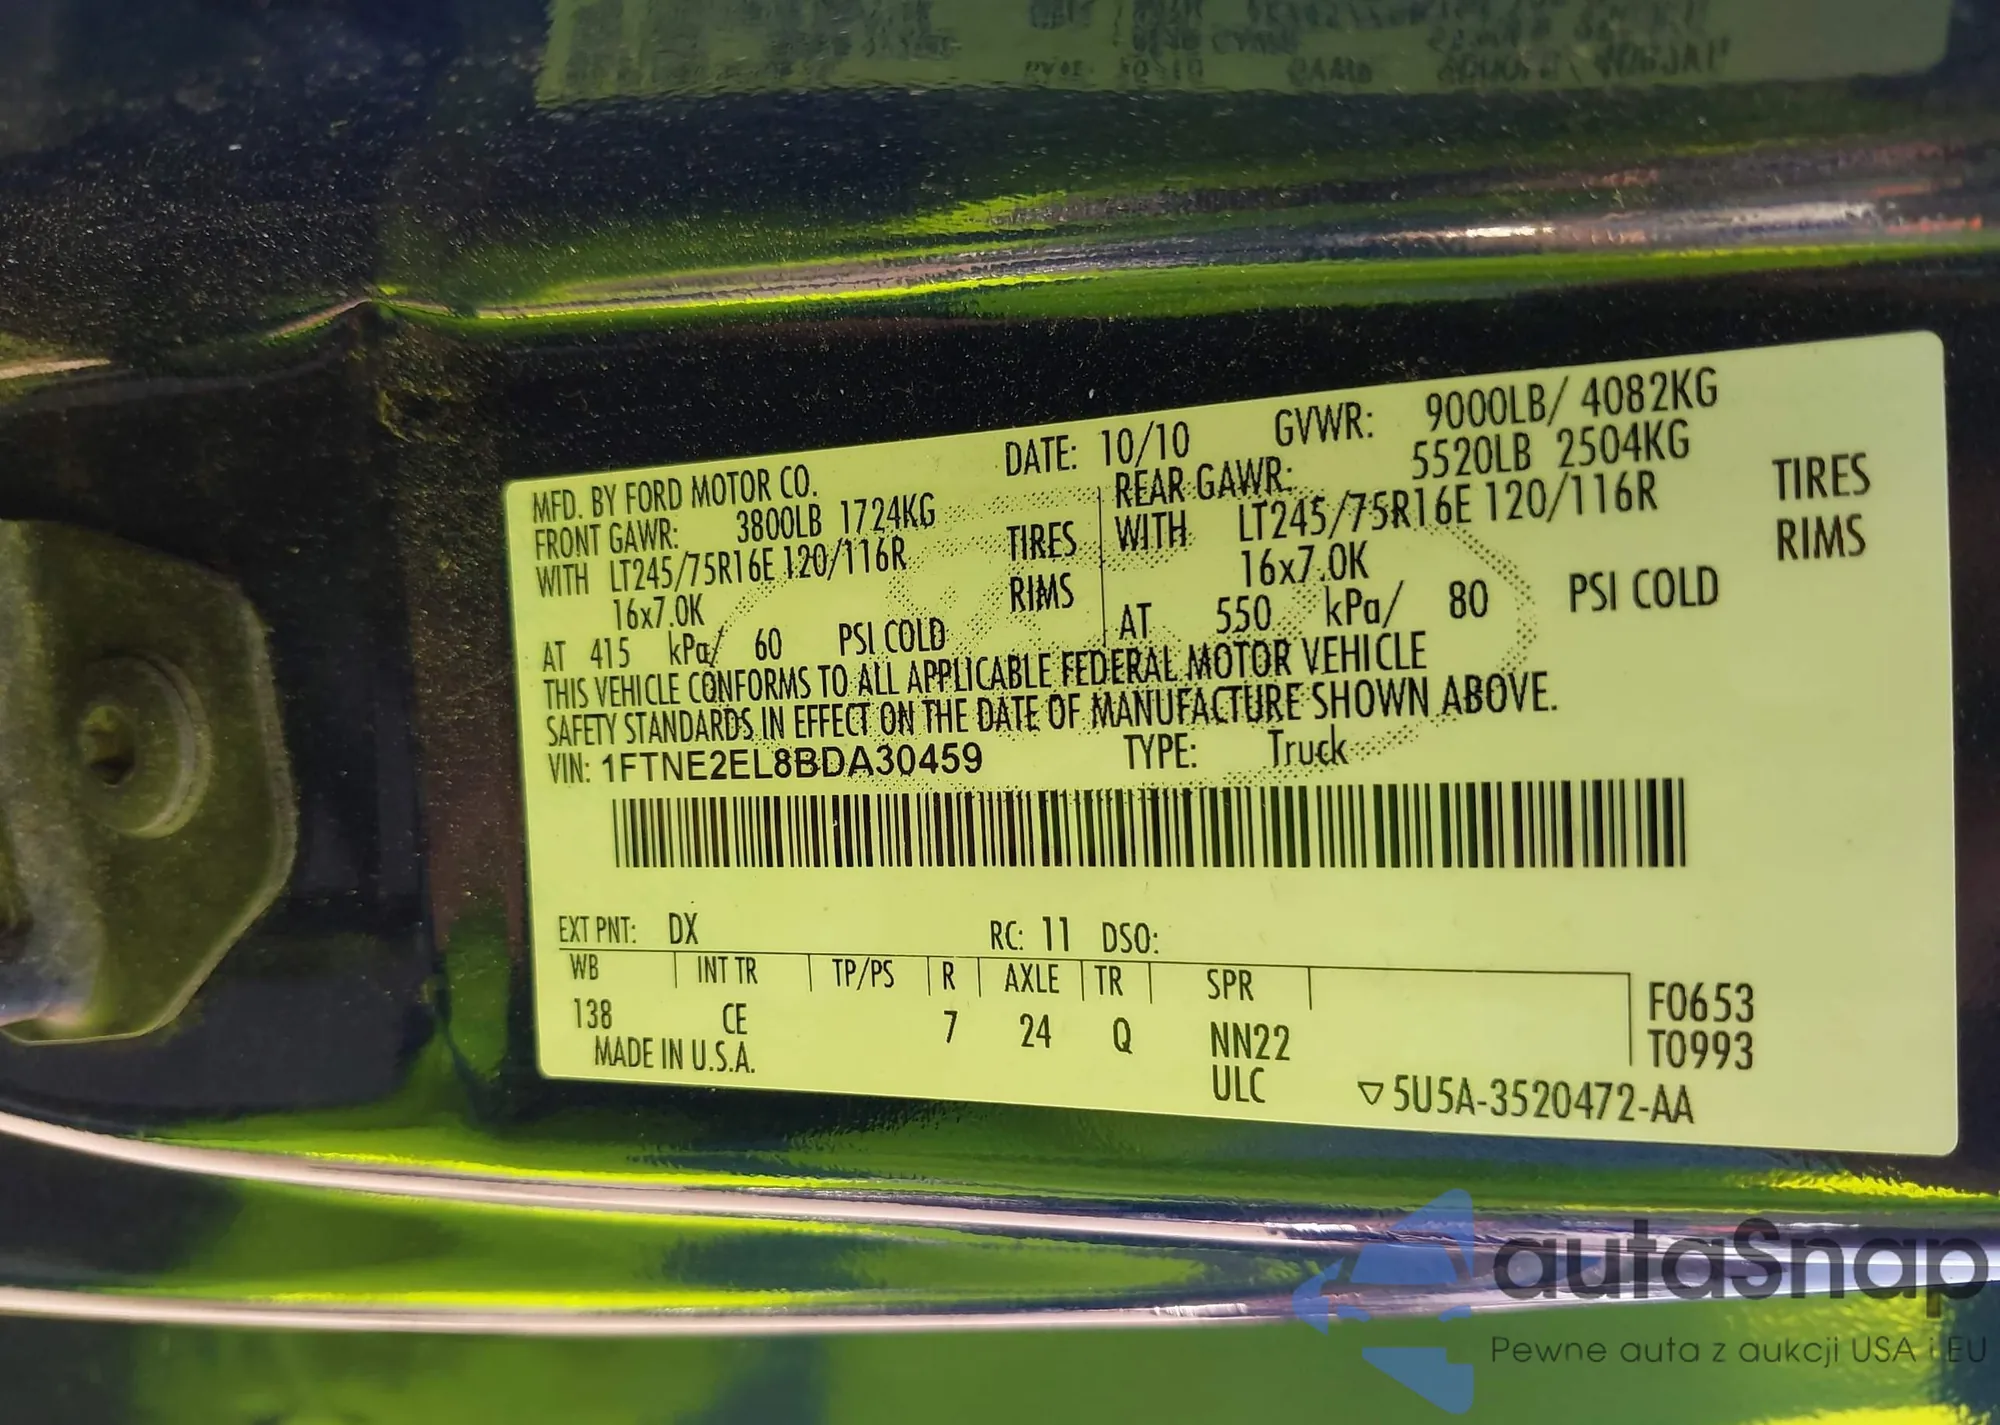 MFD. BY FORD MOTOR CO. DATE: 10/10 GVWR: 9000LB/ 4082KG
FRONT GAWR: 3800LB 1724KG REAR GAWR: 5520LB 2504KG
WITH LT245/75R16E 120/116R TIRES WITH LT245/75R16E 120/116R TIRES
16x7.0K RIMS 16x7.0K RIMS
AT 415 kPa/ 60 PSI COLD AT 550 kPa/ 80 PSI COLD
THIS VEHICLE CONFORMS TO ALL APPLICABLE FEDERAL MOTOR VEHICLE
SAFETY STANDARDS IN EFFECT ON THE DATE OF MANUFACTURE SHOWN ABOVE.
VIN: 1FTNE2EL8BDA30459 TYPE: Truck
EXT PNT: DX RC: 11 DSO:
WB INT TR TP/PS R AXLE TR SPR F0653
138 CE 7 24 Q NN22 T0993
MADE IN U.S.A. ULC ▽5U5A-3520472-AA
autaSnap
Pewne auta z aukcji USA i EU